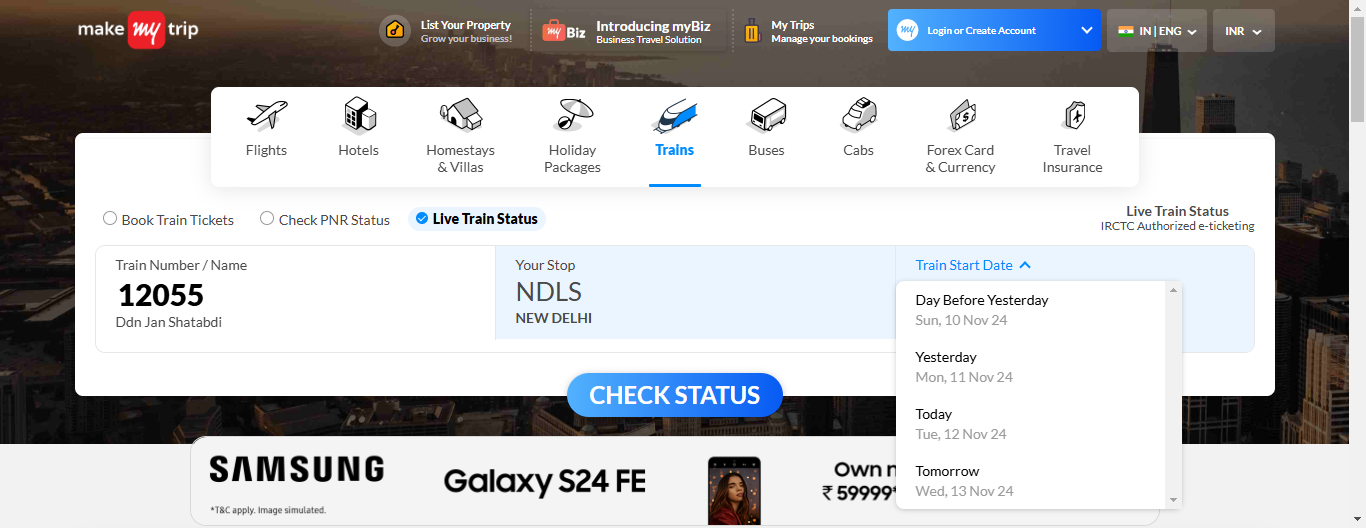 make my trip
List Your Property
Grow your business!
my Biz
Introducing myBiz
Business Travel Solution
My Trips
Manage your bookings
my
Login or Create Account
IN | ENG
INR
Flights
Hotels
Homestays
& Villas
Holiday
Packages
Trains
Buses
Cabs
Forex Card
& Currency
Travel
Insurance
Book Train Tickets
Check PNR Status
Live Train Status
Live Train Status
IRCTC Authorized e-ticketing
Train Number / Name
12055
Ddn Jan Shatabdi
Your Stop
NDLS
NEW DELHI
Train Start Date
Day Before Yesterday
Sun, 10 Nov 24
Yesterday
Mon, 11 Nov 24
Today
Tue, 12 Nov 24
Tomorrow
Wed, 13 Nov 24
CHECK STATUS
SAMSUNG
*T&C apply. Image simulated.
Galaxy S24 FE
Own
₹ 59999*